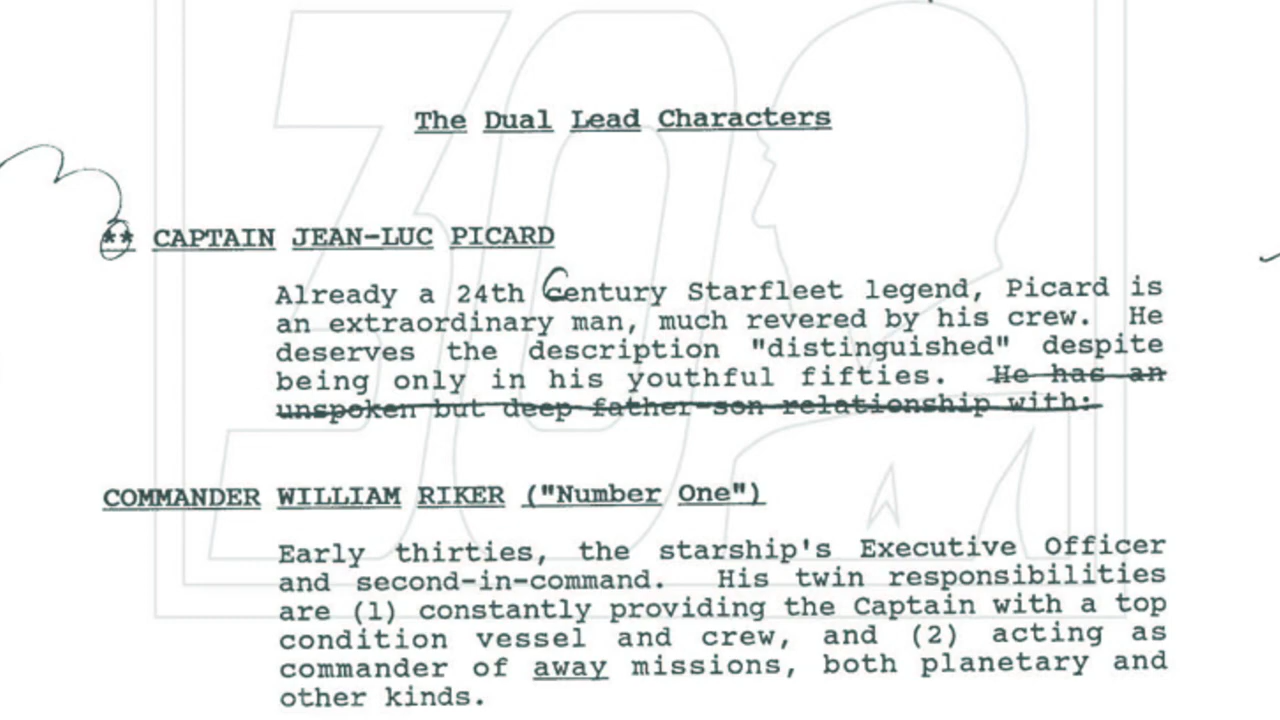 The Dual Lead Characters
** CAPTAIN JEAN-LUC PICARD
Already a 24th Century Starfleet legend, Picard is
an extraordinary man, much revered by his crew. He
deserves the description "distinguished" despite
being only in his youthful fifties. He has an
unspoken but deep father-son relationship with:
COMMANDER WILLIAM RIKER ("Number One")
Early thirties, the starship's Executive Officer
and second-in-command. His twin responsibilities
are (1) constantly providing the Captain with a top
condition vessel and crew, and (2) acting as
commander of away missions, both planetary and
other kinds.